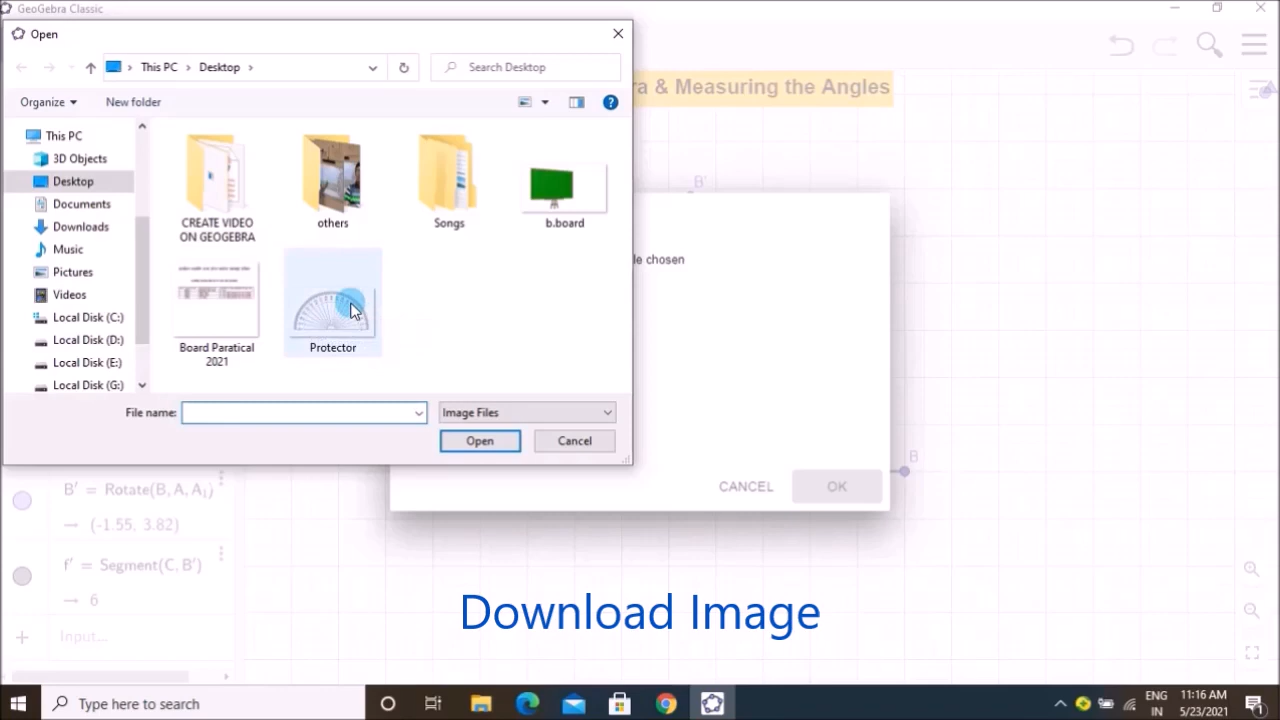 GeoGebra Classic
Open
This PC > Desktop >
Search Desktop
ra & Measuring the Angles
Organize
New folder
This PC
3D Objects
Desktop
Documents
Downloads
Music
Pictures
Videos
Local Disk (C:)
Local Disk (D:)
Local Disk (E:)
Local Disk (G:)
CREATE VIDEO
ON GEOGEBRA
others
Songs
b.board
Board Paratical
2021
Protector
B'
le chosen
File name:
Image Files
Open
Cancel
B
CANCEL
OK
B′ = Rotate(B, A, A₁)
→ (-1.55, 3.82)
f′ = Segment(C, B′)
→ 6
Input...
Download Image
Type here to search
ENG
IN
11:16 AM
5/23/2021
1